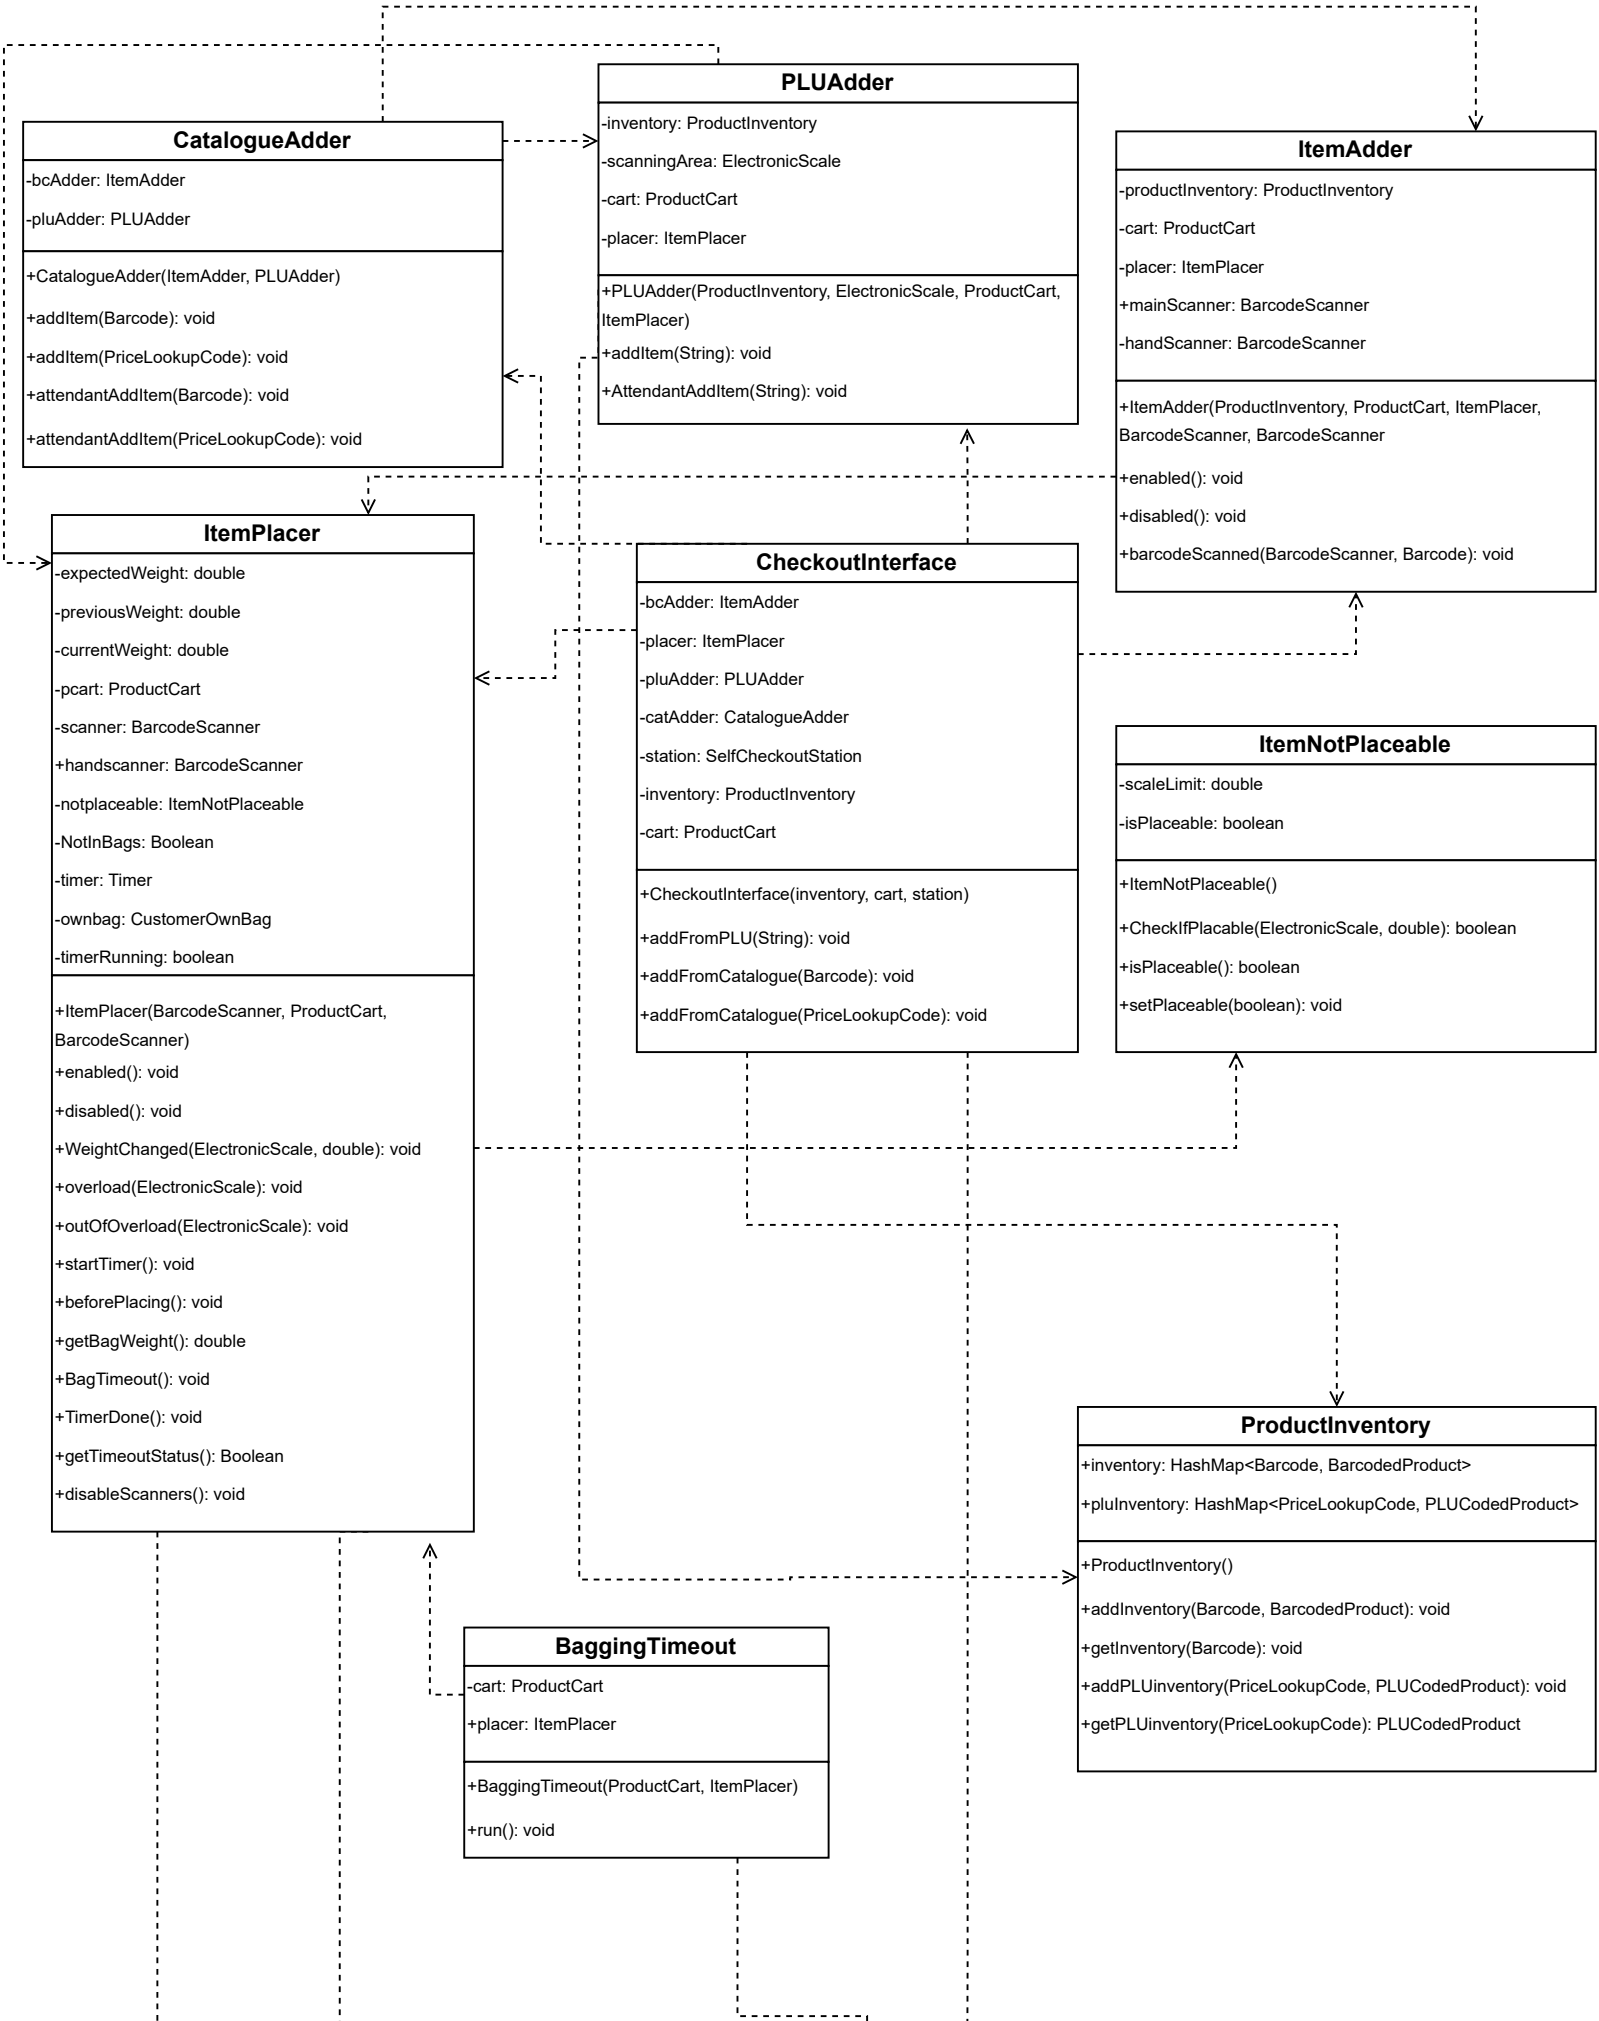 PLUAdder
-inventory: ProductInventory
-scanningArea: ElectronicScale
-cart: ProductCart
-placer: ItemPlacer
+PLUAdder(ProductInventory, ElectronicScale, ProductCart,
ItemPlacer)
+addItem(String): void
+AttendantAddItem(String): void
CatalogueAdder
-bcAdder: ItemAdder
-pluAdder: PLUAdder
+CatalogueAdder(ItemAdder, PLUAdder)
+addItem(Barcode): void
+addItem(PriceLookupCode): void
+attendantAddItem(Barcode): void
+attendantAddItem(PriceLookupCode): void
ItemAdder
-productInventory: ProductInventory
-cart: ProductCart
-placer: ItemPlacer
+mainScanner: BarcodeScanner
-handScanner: BarcodeScanner
+ItemAdder(ProductInventory, ProductCart, ItemPlacer,
BarcodeScanner, BarcodeScanner
+enabled(): void
+disabled(): void
+barcodeScanned(BarcodeScanner, Barcode): void
ItemPlacer
-expectedWeight: double
-previousWeight: double
-currentWeight: double
-pcart: ProductCart
-scanner: BarcodeScanner
+handscanner: BarcodeScanner
-notplaceable: ItemNotPlaceable
-NotInBags: Boolean
-timer: Timer
-ownbag: CustomerOwnBag
-timerRunning: boolean
+ItemPlacer(BarcodeScanner, ProductCart,
BarcodeScanner)
+enabled(): void
+disabled(): void
+WeightChanged(ElectronicScale, double): void
+overload(ElectronicScale): void
+outOfOverload(ElectronicScale): void
+startTimer(): void
+beforePlacing(): void
+getBagWeight(): double
+BagTimeout(): void
+TimerDone(): void
+getTimeoutStatus(): Boolean
+disableScanners(): void
CheckoutInterface
-bcAdder: ItemAdder
-placer: ItemPlacer
-pluAdder: PLUAdder
-catAdder: CatalogueAdder
-station: SelfCheckoutStation
-inventory: ProductInventory
-cart: ProductCart
+CheckoutInterface(inventory, cart, station)
+addFromPLU(String): void
+addFromCatalogue(Barcode): void
+addFromCatalogue(PriceLookupCode): void
ItemNotPlaceable
-scaleLimit: double
-isPlaceable: boolean
+ItemNotPlaceable()
+CheckIfPlacable(ElectronicScale, double): boolean
+isPlaceable(): boolean
+setPlaceable(boolean): void
ProductInventory
+inventory: HashMap<Barcode, BarcodedProduct>
+pluInventory: HashMap<PriceLookupCode, PLUCodedProduct>
+ProductInventory()
+addInventory(Barcode, BarcodedProduct): void
+getInventory(Barcode): void
+addPLUinventory(PriceLookupCode, PLUCodedProduct): void
+getPLUinventory(PriceLookupCode): PLUCodedProduct
BaggingTimeout
-cart: ProductCart
+placer: ItemPlacer
+BaggingTimeout(ProductCart, ItemPlacer)
+run(): void